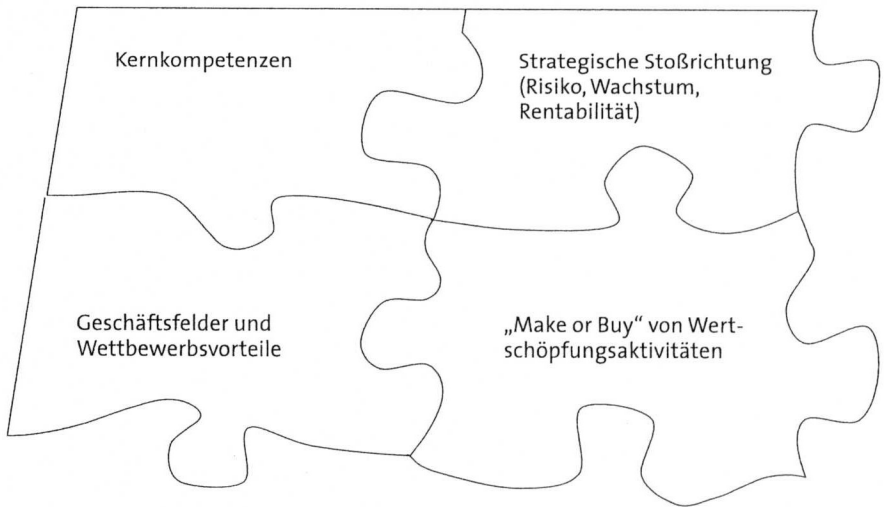 Kernkompetenzen
Strategische Stoßrichtung
(Risiko, Wachstum,
Rentabilität)
Geschäftsfelder und
Wettbewerbsvorteile
„Make or Buy“ von Wert-
schöpfungsaktivitäten